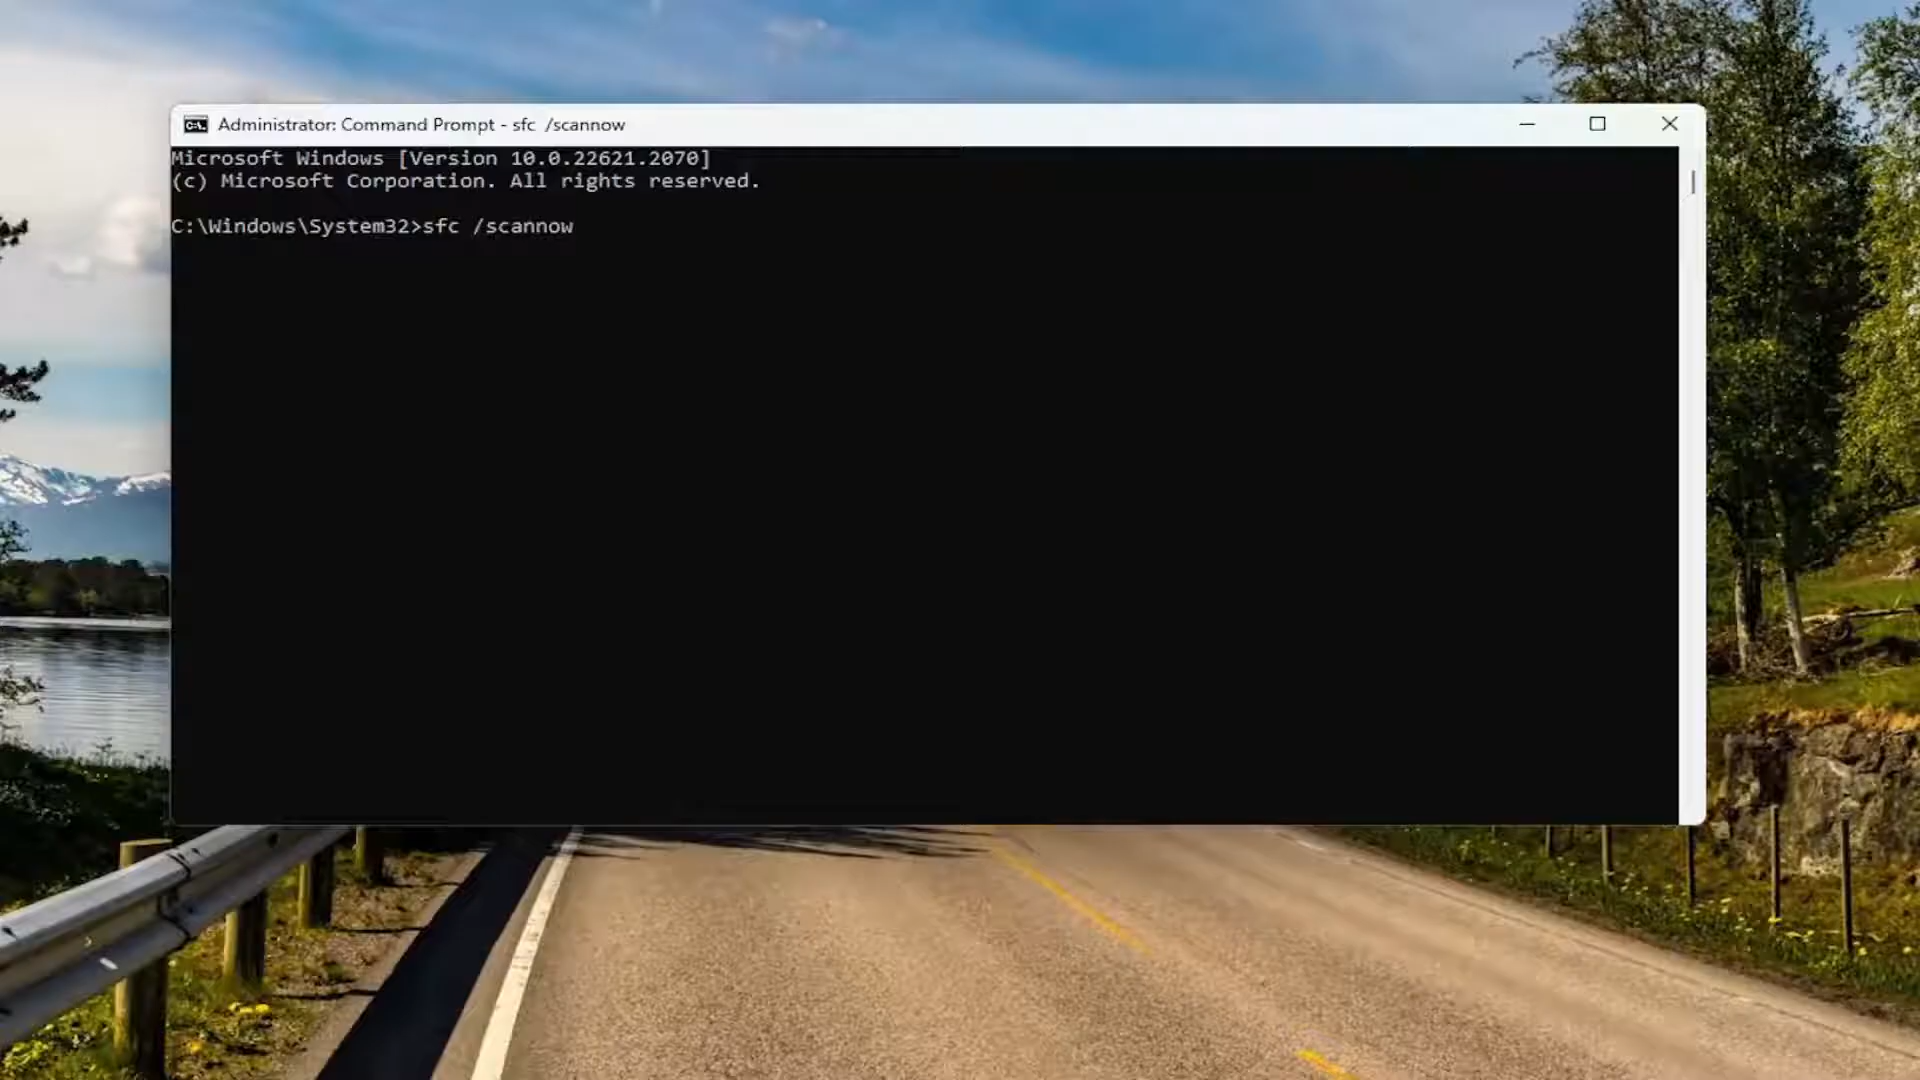 Administrator: Command Prompt - sfc  /scannow
Microsoft Windows [Version 10.0.22621.2070]
(c) Microsoft Corporation. All rights reserved.
C:\Windows\System32>sfc /scannow